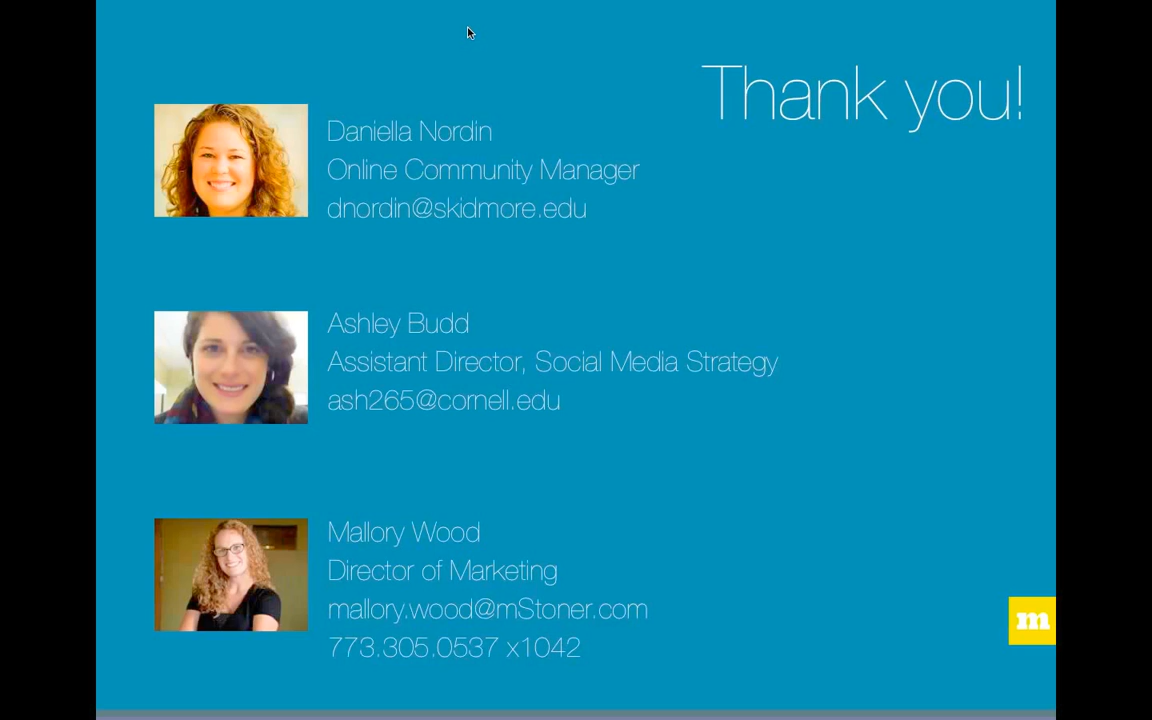 Thank you!
Daniella Nordin
Online Community Manager
dnordin@skidmore.edu
Ashley Budd
Assistant Director, Social Media Strategy
ash265@cornell.edu
Mallory Wood
Director of Marketing
mallory.wood@mStoner.com
773.305.0537 x1042
m